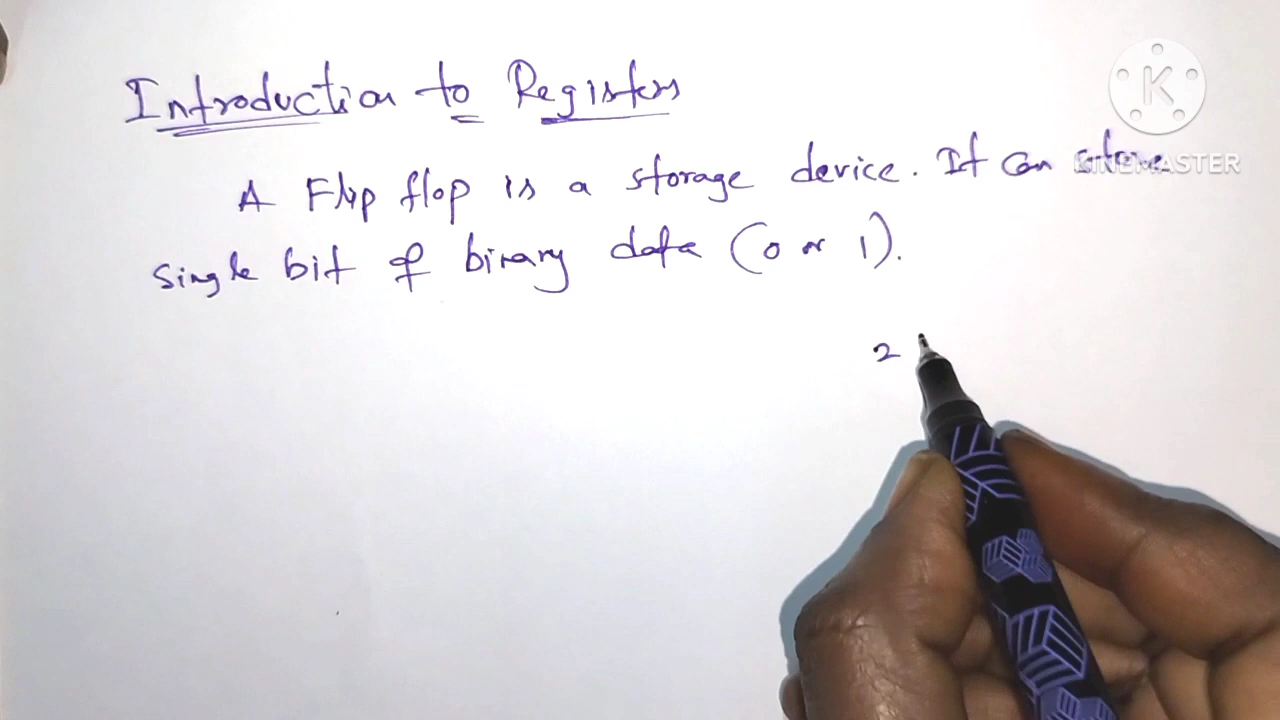 Introduction to Registers
A Flip flop is a storage device. It can store
single bit of binary data (0 or 1).
2
K
KINEMASTER